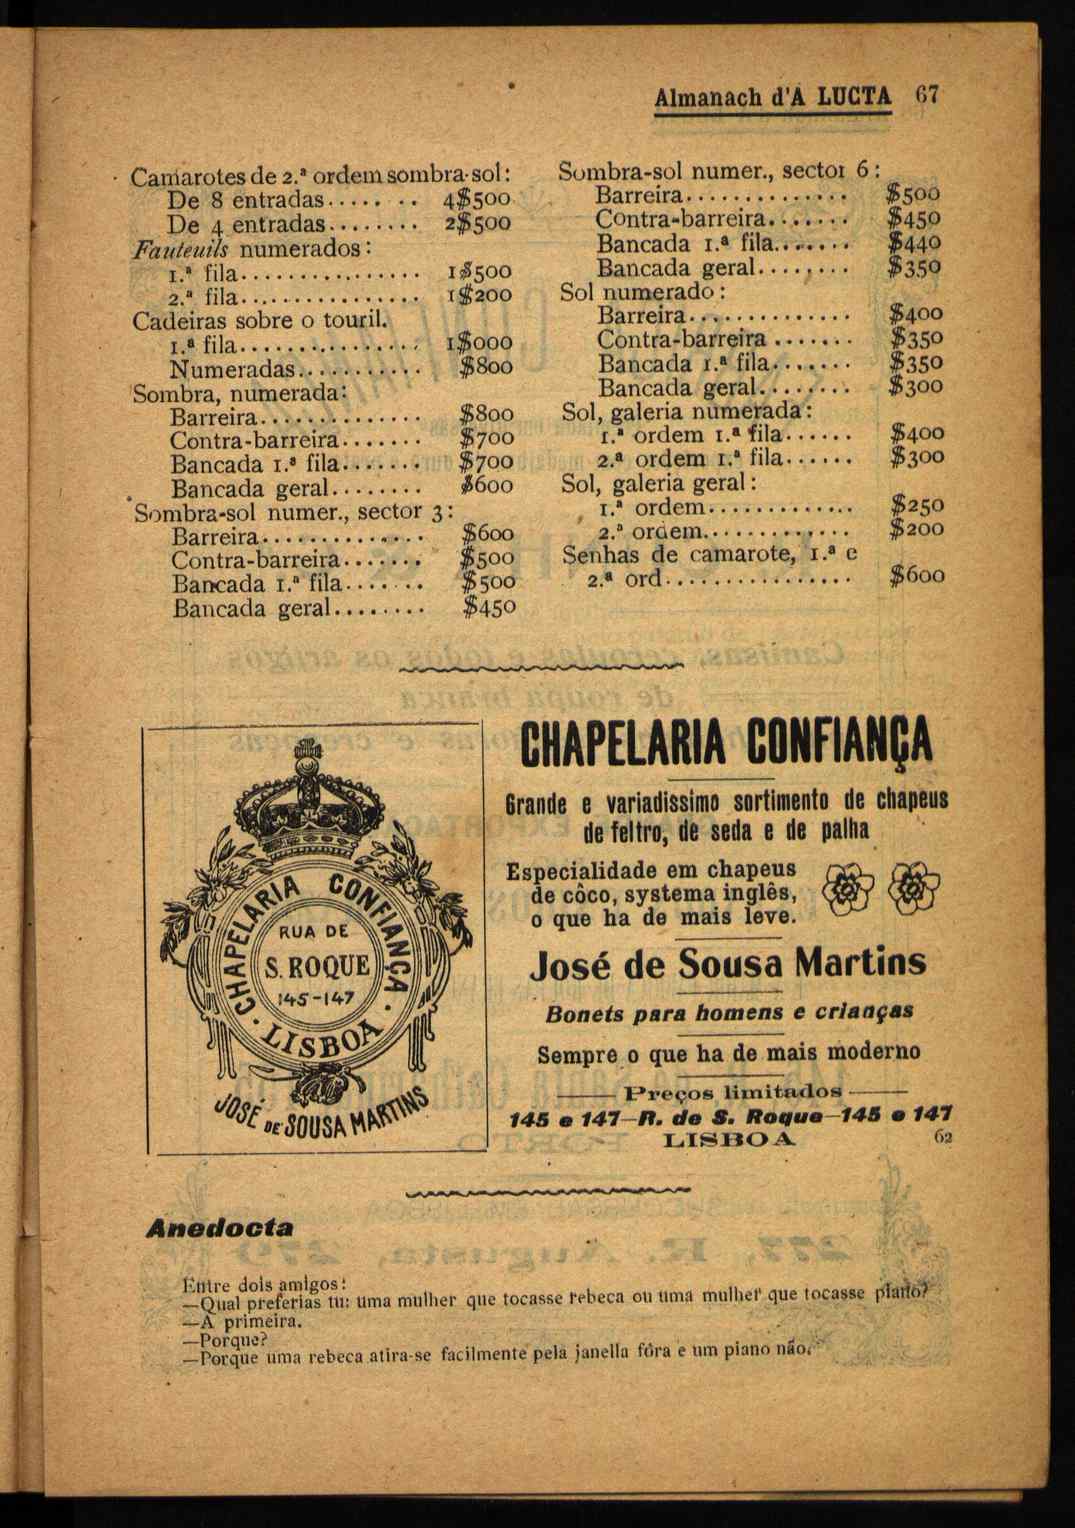 Almanach d'A LUCTA 67
Camarotes de 2.ª ordem sombra-sol:
De 8 entradas........ 4$500
De 4 entradas........ 2$500
Fauteuils numerados:
1.ª fila................ 1$500
2.ª fila................ 1$200
Cadeiras sobre o touril.
1.ª fila................ 1$000
Numeradas........... $800
Sombra, numerada:
Barreira.............. $800
Contra-barreira....... $700
Bancada 1.ª fila....... $700
Bancada geral........ $600
Sombra-sol numer., sector 3:
Barreira.............. $600
Contra-barreira....... $500
Bancada 1.ª fila....... $500
Bancada geral........ $450
Sombra-sol numer., sector 6:
Barreira.............. $500
Contra-barreira....... $450
Bancada 1.ª fila....... $440
Bancada geral........ $350
Sol numerado:
Barreira.............. $400
Contra-barreira ....... $350
Bancada 1.ª fila....... $350
Bancada geral........ $300
Sol, galeria numerada:
1.ª ordem 1.ª fila...... $400
2.ª ordem 1.ª fila...... $300
Sol, galeria geral:
1.ª ordem............. $250
2.ª ordem............. $200
Senhas de camarote, 1.ª e
2.ª ord................ $600
CHAPELARIA CONFIANÇA
RUA DE
S. ROQUE
145-147
LISBOA
JOSÉ DE SOUSA MARTINS
CHAPELARIA CONFIANÇA
Grande e variadissimo sortimento de chapeus
de feltro, de seda e de palha
Especialidade em chapeus
de côco, systema inglês,
o que ha de mais leve.
José de Sousa Martins
Bonets para homens e crianças
Sempre o que ha de mais moderno
Preços limitados
145 e 147—R. de S. Roque—145 e 147
LISBOA 62
Anedocta
Entre dois amigos:
—Qual preferias tu: uma mulher que tocasse rebeca ou uma mulher que tocasse piano?
—A primeira.
—Porque?
—Porque uma rebeca atira-se facilmente pela janella fóra e um piano não.